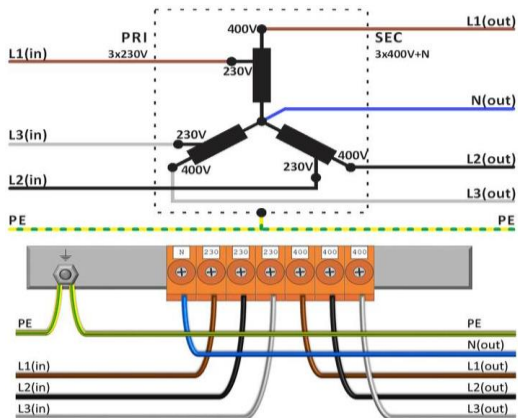 400V
L1(out)
PRI
3x230V
SEC
3x400V+N
L1(in)
230V
N(out)
L3(in)
230V
400V
230V
400V
L2(out)
L2(in)
L3(out)
PE
PE
N
230
230
230
400
400
400
PE
PE
N(out)
L1(in)
L1(out)
L2(in)
L2(out)
L3(in)
L3(out)